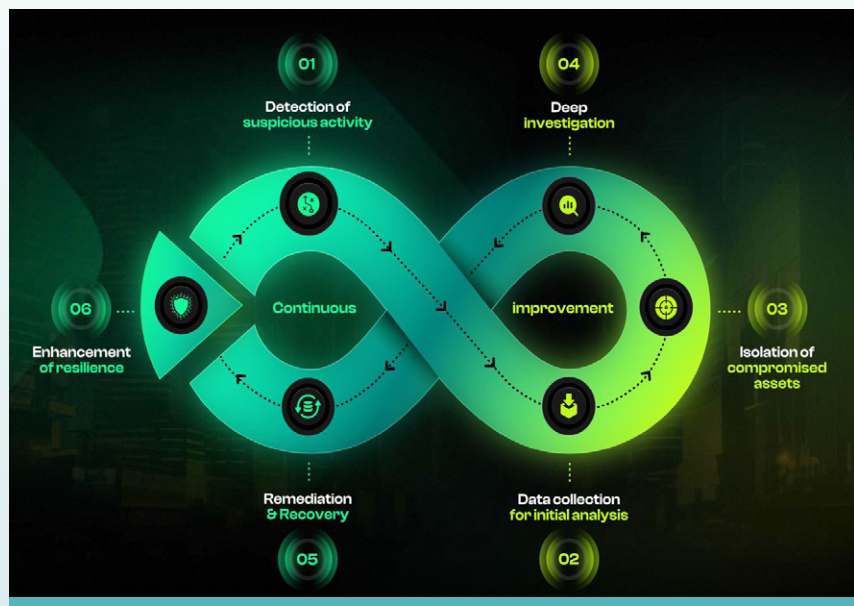 01
Detection of
suspicious activity
04
Deep
investigation
06
Enhancement
of resilience
Continuous
improvement
03
Isolation of
compromised
assets
Remediation
& Recovery
05
Data collection
for initial analysis
02